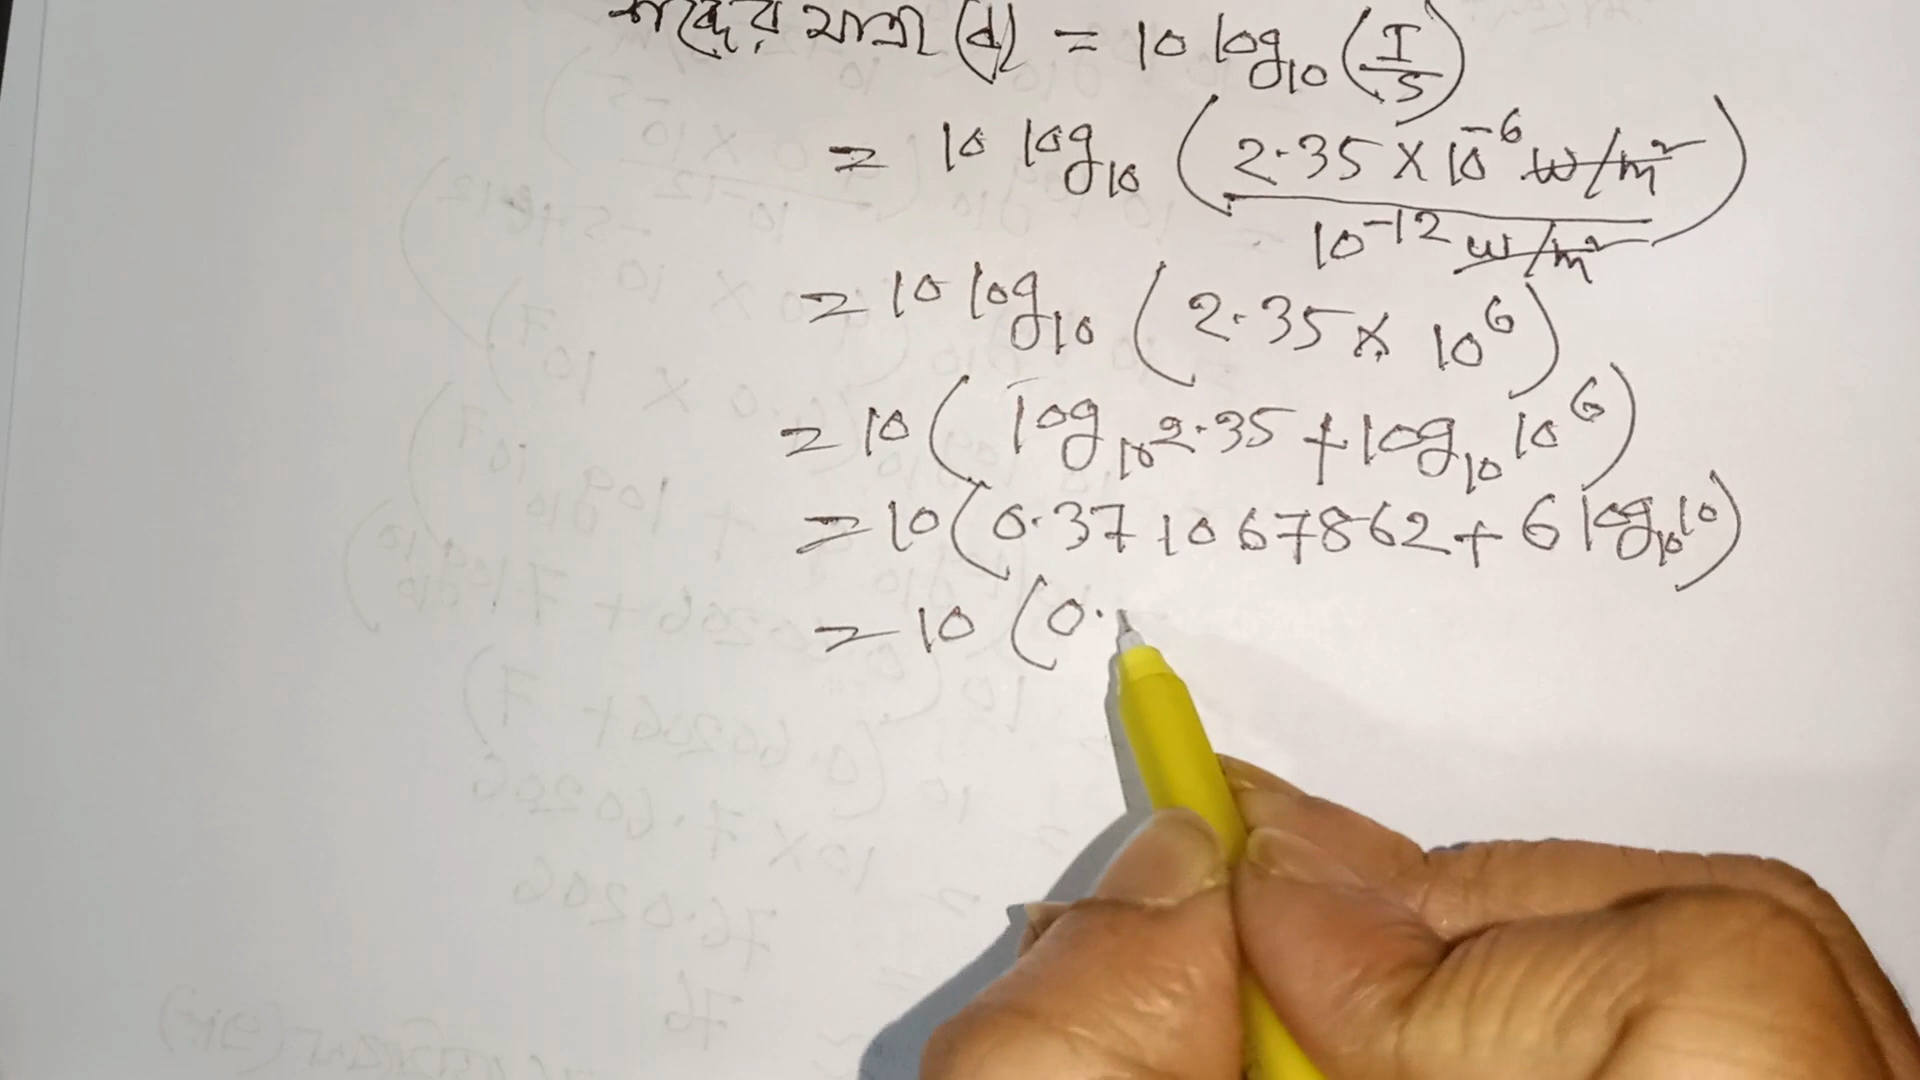 শব্দের মাত্রা (d) = 10 log₁₀ (I/S)
= 10 log₁₀ (2.35 × 10⁻⁶ w/m² / 10⁻¹² w/m²)
= 10 log₁₀ (2.35 × 10⁶)
= 10 (log₁₀ 2.35 + log₁₀ 10⁶)
= 10 (0.371067862 + 6 log₁₀ 10)
= 10 (0.